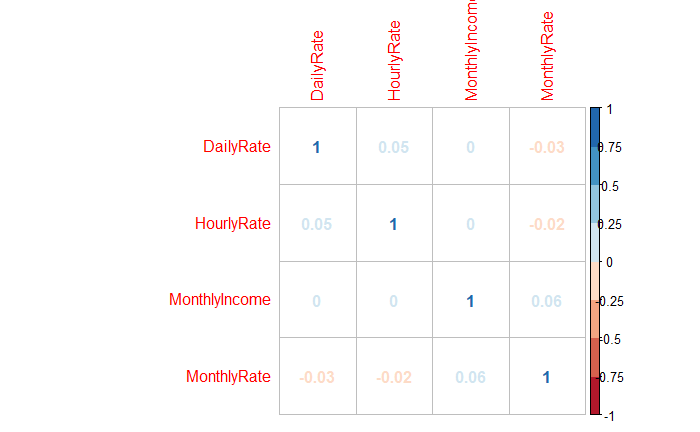 DailyRate
HourlyRate
MonthlyIncome
MonthlyRate
DailyRate 1 0.05 0 -0.03
HourlyRate 0.05 1 0 -0.02
MonthlyIncome 0 0 1 0.06
MonthlyRate -0.03 -0.02 0.06 1
1
0.75
0.5
0.25
0
-0.25
-0.5
-0.75
-1